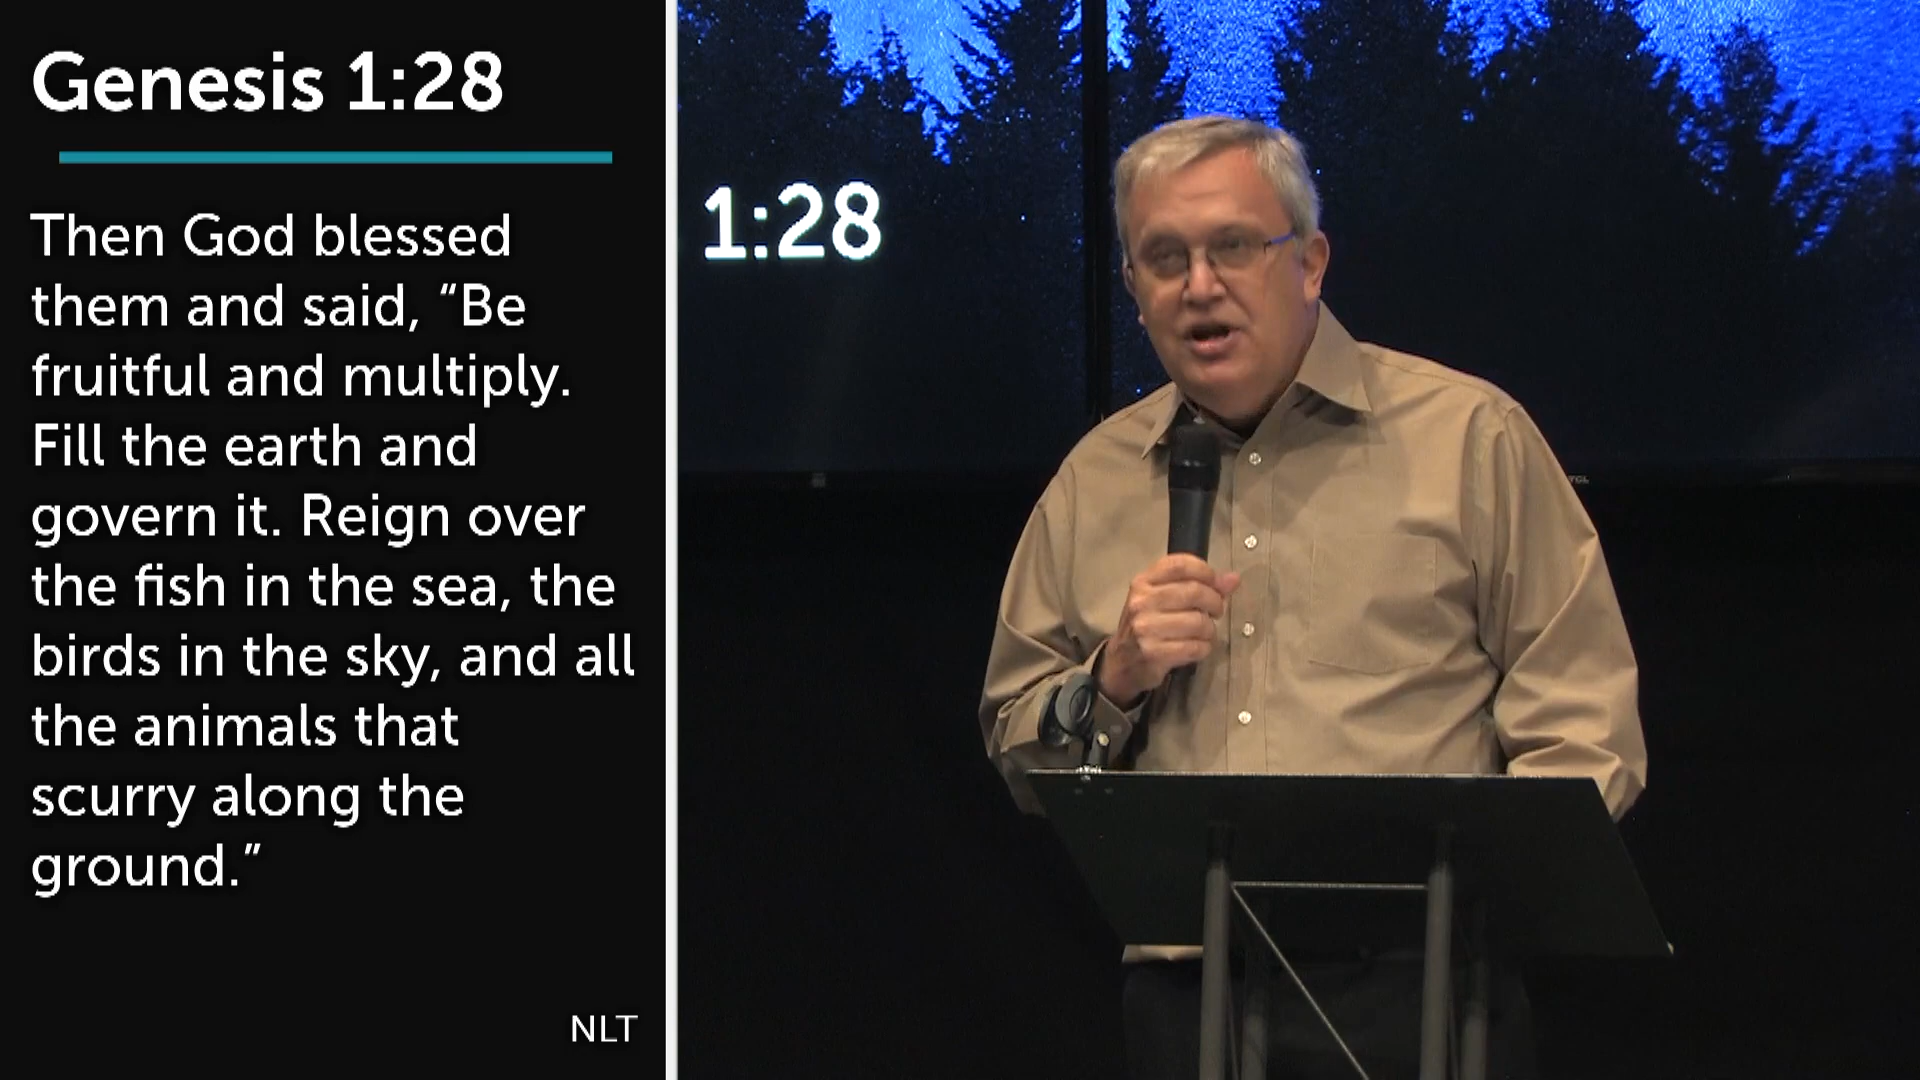 Genesis 1:28
Then God blessed
them and said, “Be
fruitful and multiply.
Fill the earth and
govern it. Reign over
the fish in the sea, the
birds in the sky, and all
the animals that
scurry along the
ground.”
NLT
1:28
TCL